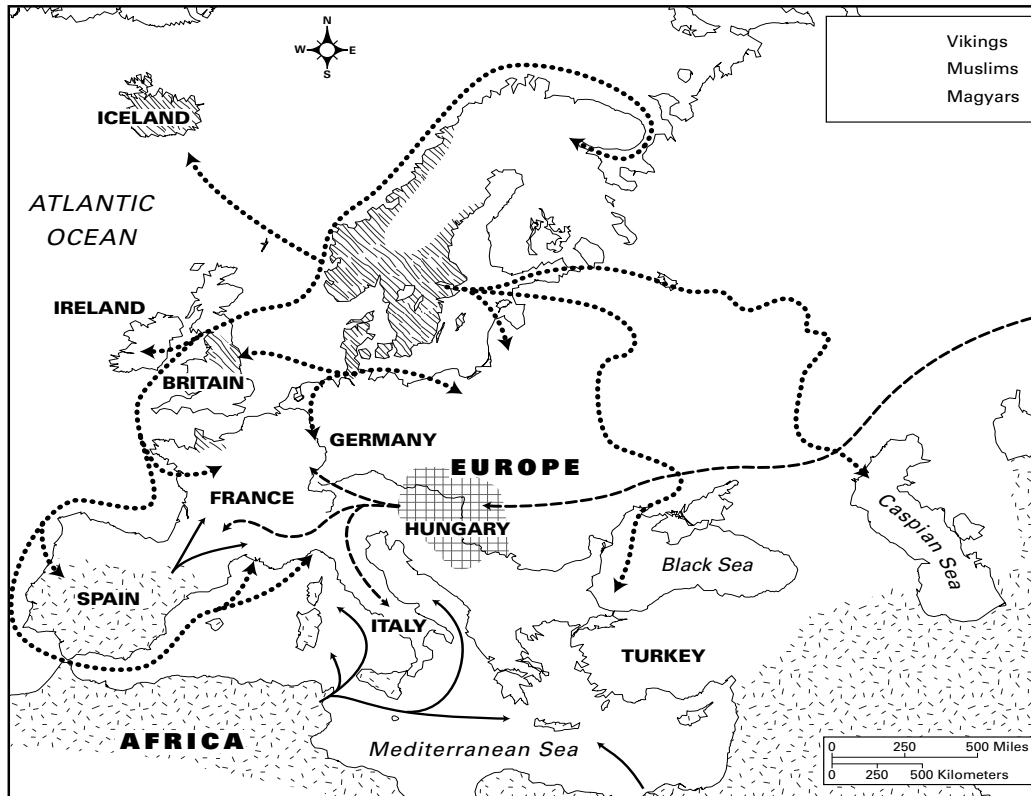 N
W E
S
Vikings
Muslims
Magyars
ICELAND
ATLANTIC
OCEAN
IRELAND
BRITAIN
GERMANY
EUROPE
FRANCE
HUNGARY
Caspian Sea
Black Sea
SPAIN
ITALY
TURKEY
AFRICA
Mediterranean Sea
0 250 500 Miles
0 250 500 Kilometers